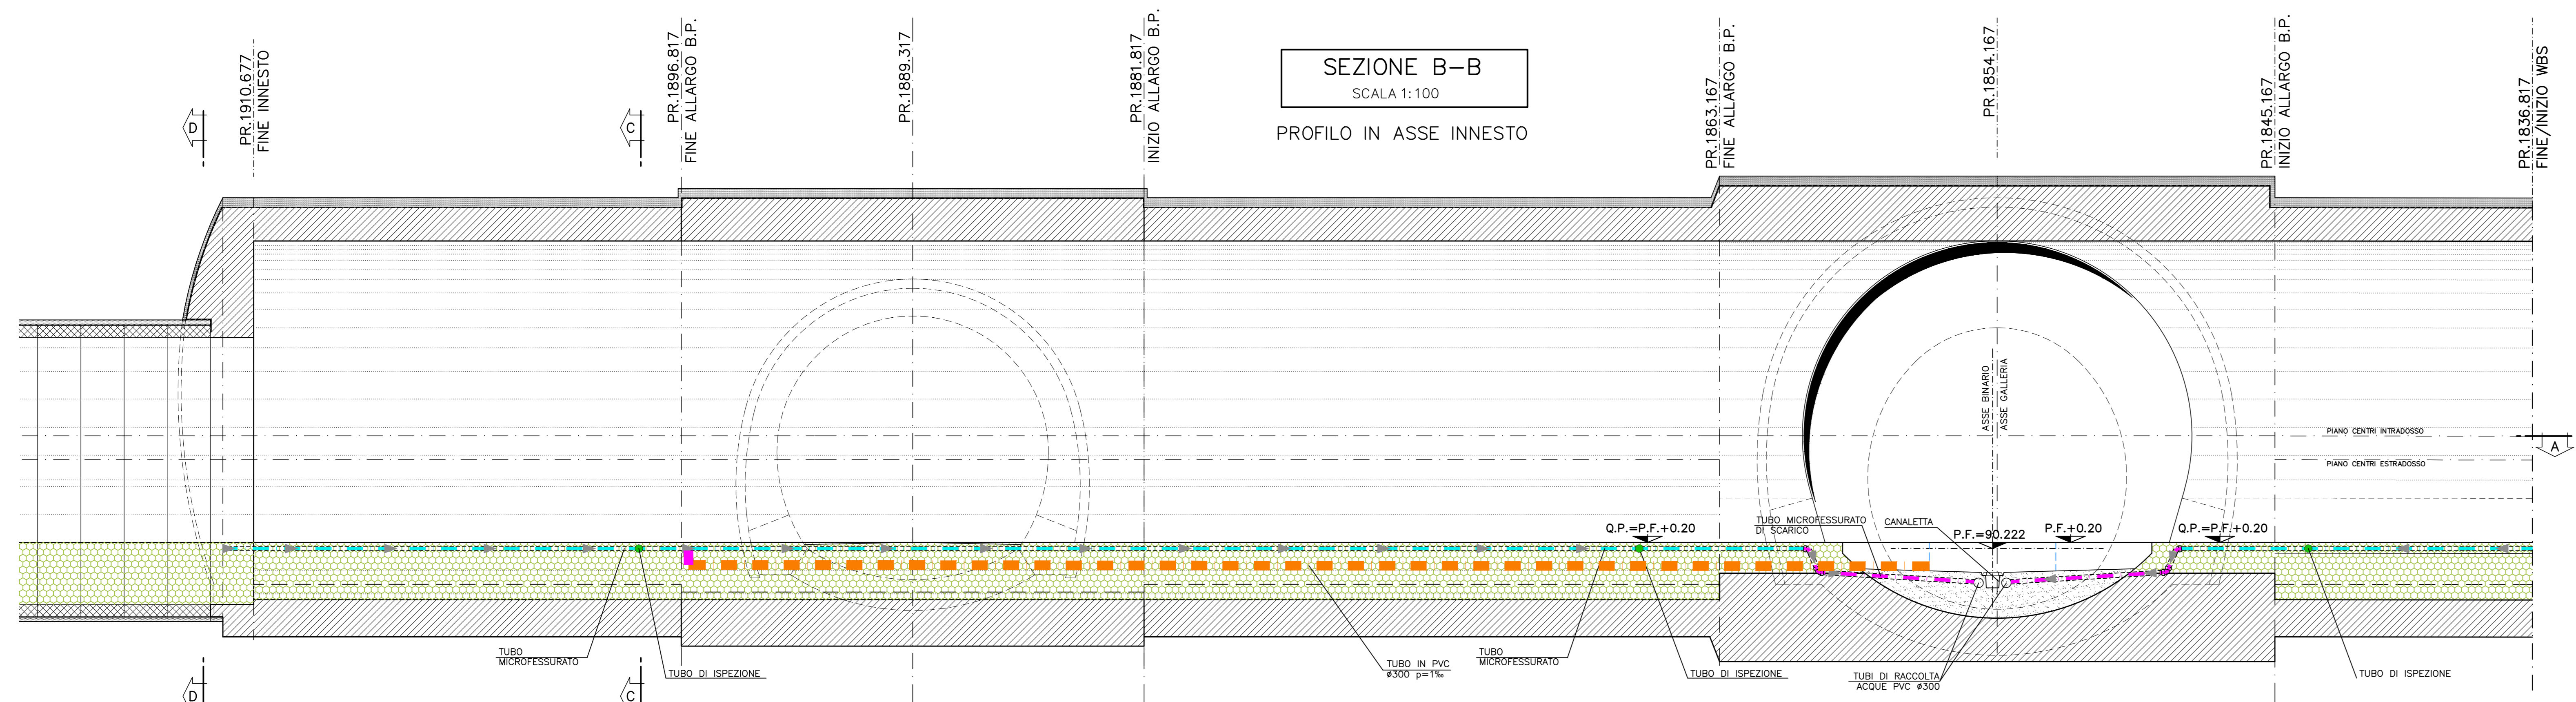 PR.1910.677
FINE INNESTO
PR.1896.817
FINE ALLARGO B.P.
PR.1889.317
PR.1881.817
INIZIO ALLARGO B.P.
SEZIONE B-B
SCALA 1:100
PROFILO IN ASSE INNESTO
PR.1863.167
FINE ALLARGO B.P.
PR.1854.167
PR.1845.167
INIZIO ALLARGO B.P.
PR.1836.817
FINE/INIZIO WBS
D
C
ASSE BINARIO
ASSE GALLERIA
PIANO CENTRI INTRADOSSO
A
PIANO CENTRI ESTRADOSSO
Q.P.=P.F.+0.20
TUBO MICROFESSURATO
DI SCARICO
CANALETTA
P.F.=90.222
P.F.+0.20
Q.P.=P.F.+0.20
TUBO
MICROFESSURATO
TUBO DI ISPEZIONE
TUBO IN PVC
ø300 p=1‰
TUBO
MICROFESSURATO
TUBO DI ISPEZIONE
TUBI DI RACCOLTA
ACQUE PVC ø300
TUBO DI ISPEZIONE
D
C